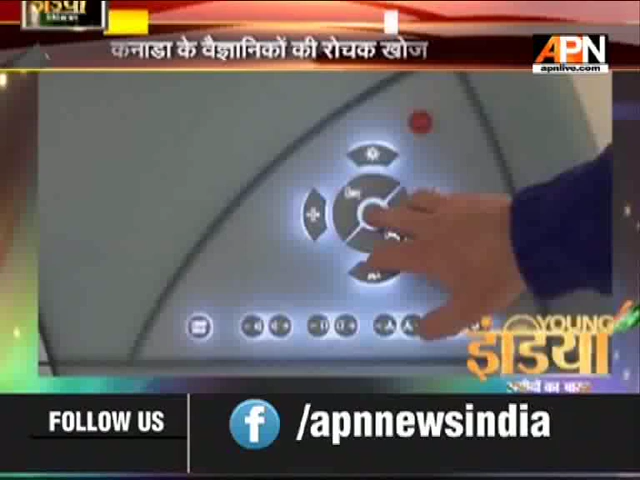 इंडिया
कनाडा के वैज्ञानिकों की रोचक खोज
APN
apnlive.com
YOUNG
इंडिया
FOLLOW US
f /apnnewsindia